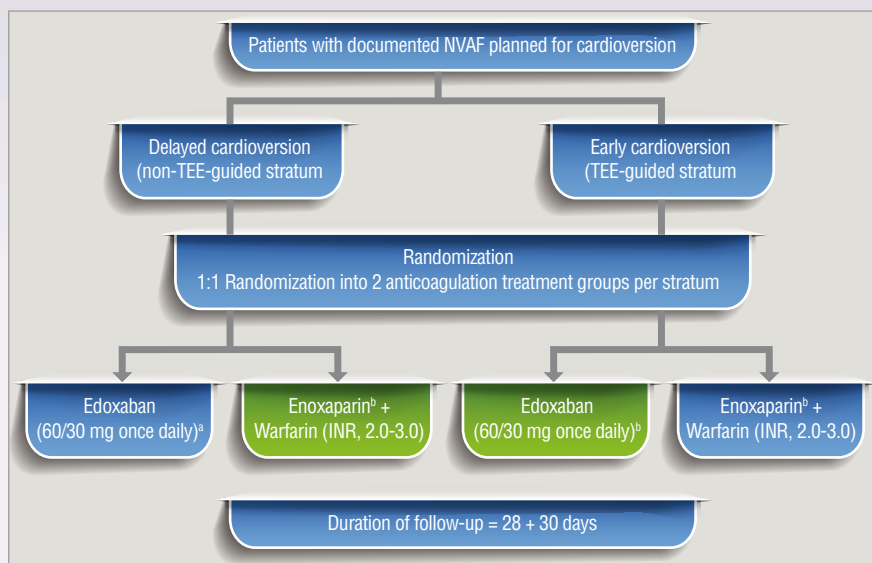 Patients with documented NVAF planned for cardioversion
Delayed cardioversion
(non-TEE-guided stratum
Early cardioversion
(TEE-guided stratum
Randomization
1:1 Randomization into 2 anticoagulation treatment groups per stratum
Edoxaban
(60/30 mg once daily)ᵃ
Enoxaparinᵇ +
Warfarin (INR, 2.0-3.0)
Edoxaban
(60/30 mg once daily)ᵇ
Enoxaparinᵇ +
Warfarin (INR, 2.0-3.0)
Duration of follow-up = 28 + 30 days